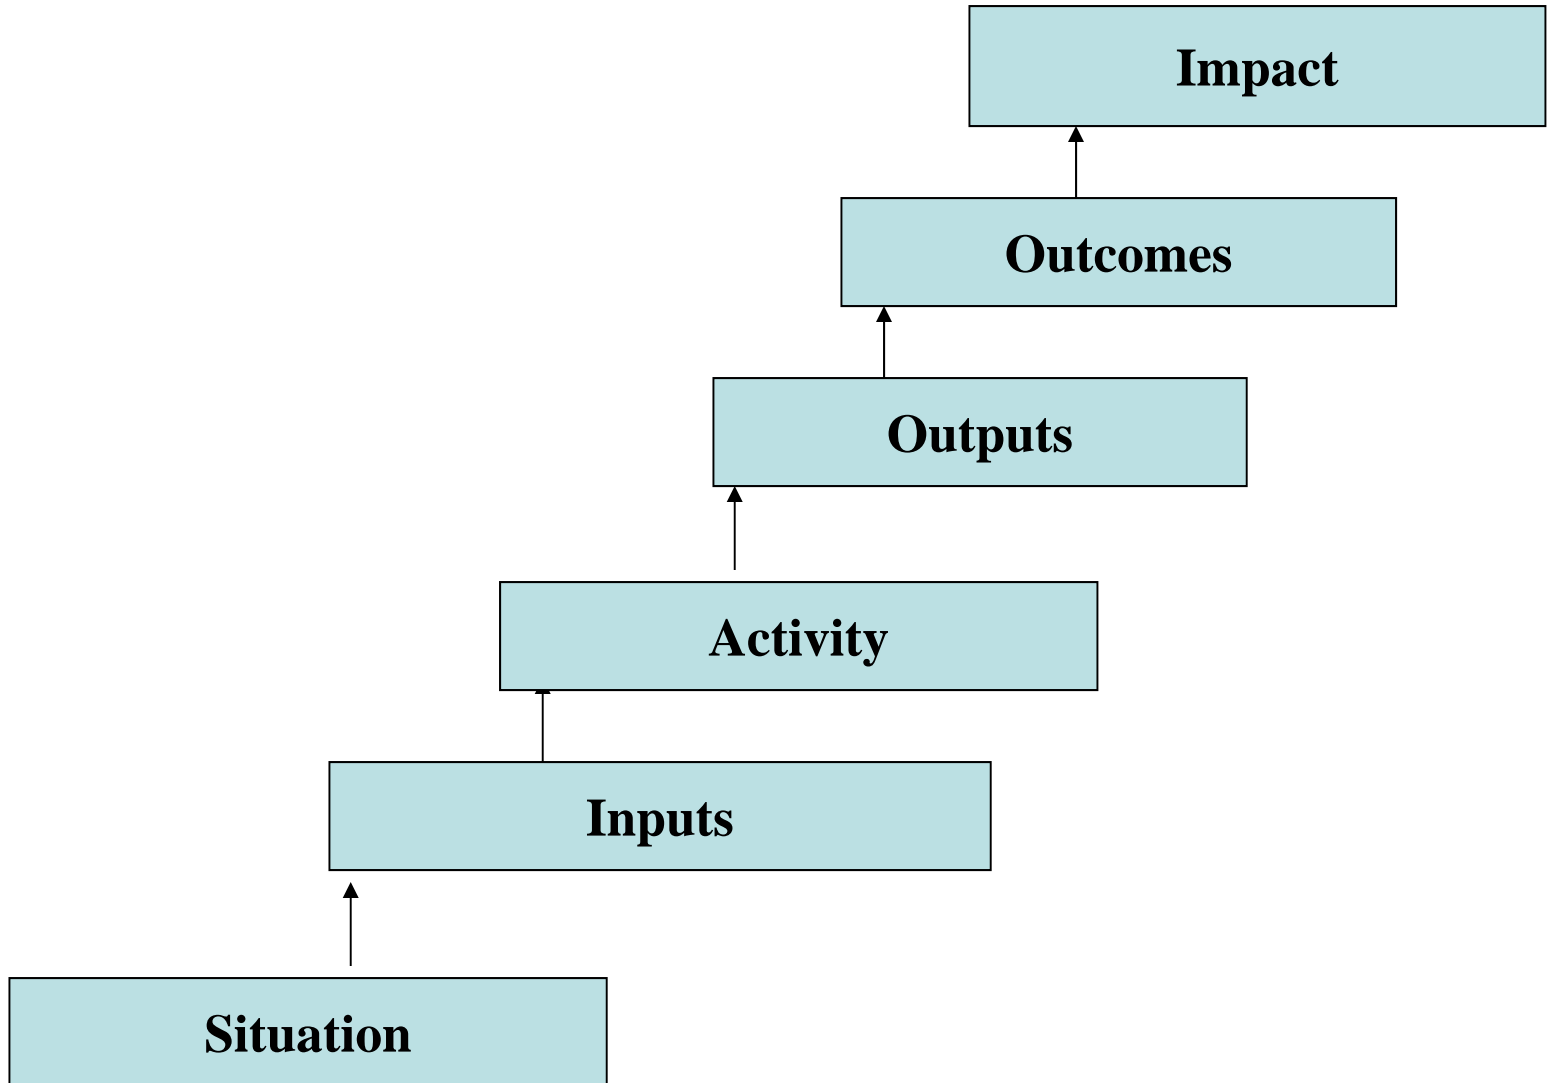 Impact
Outcomes
Outputs
Activity
Inputs
Situation